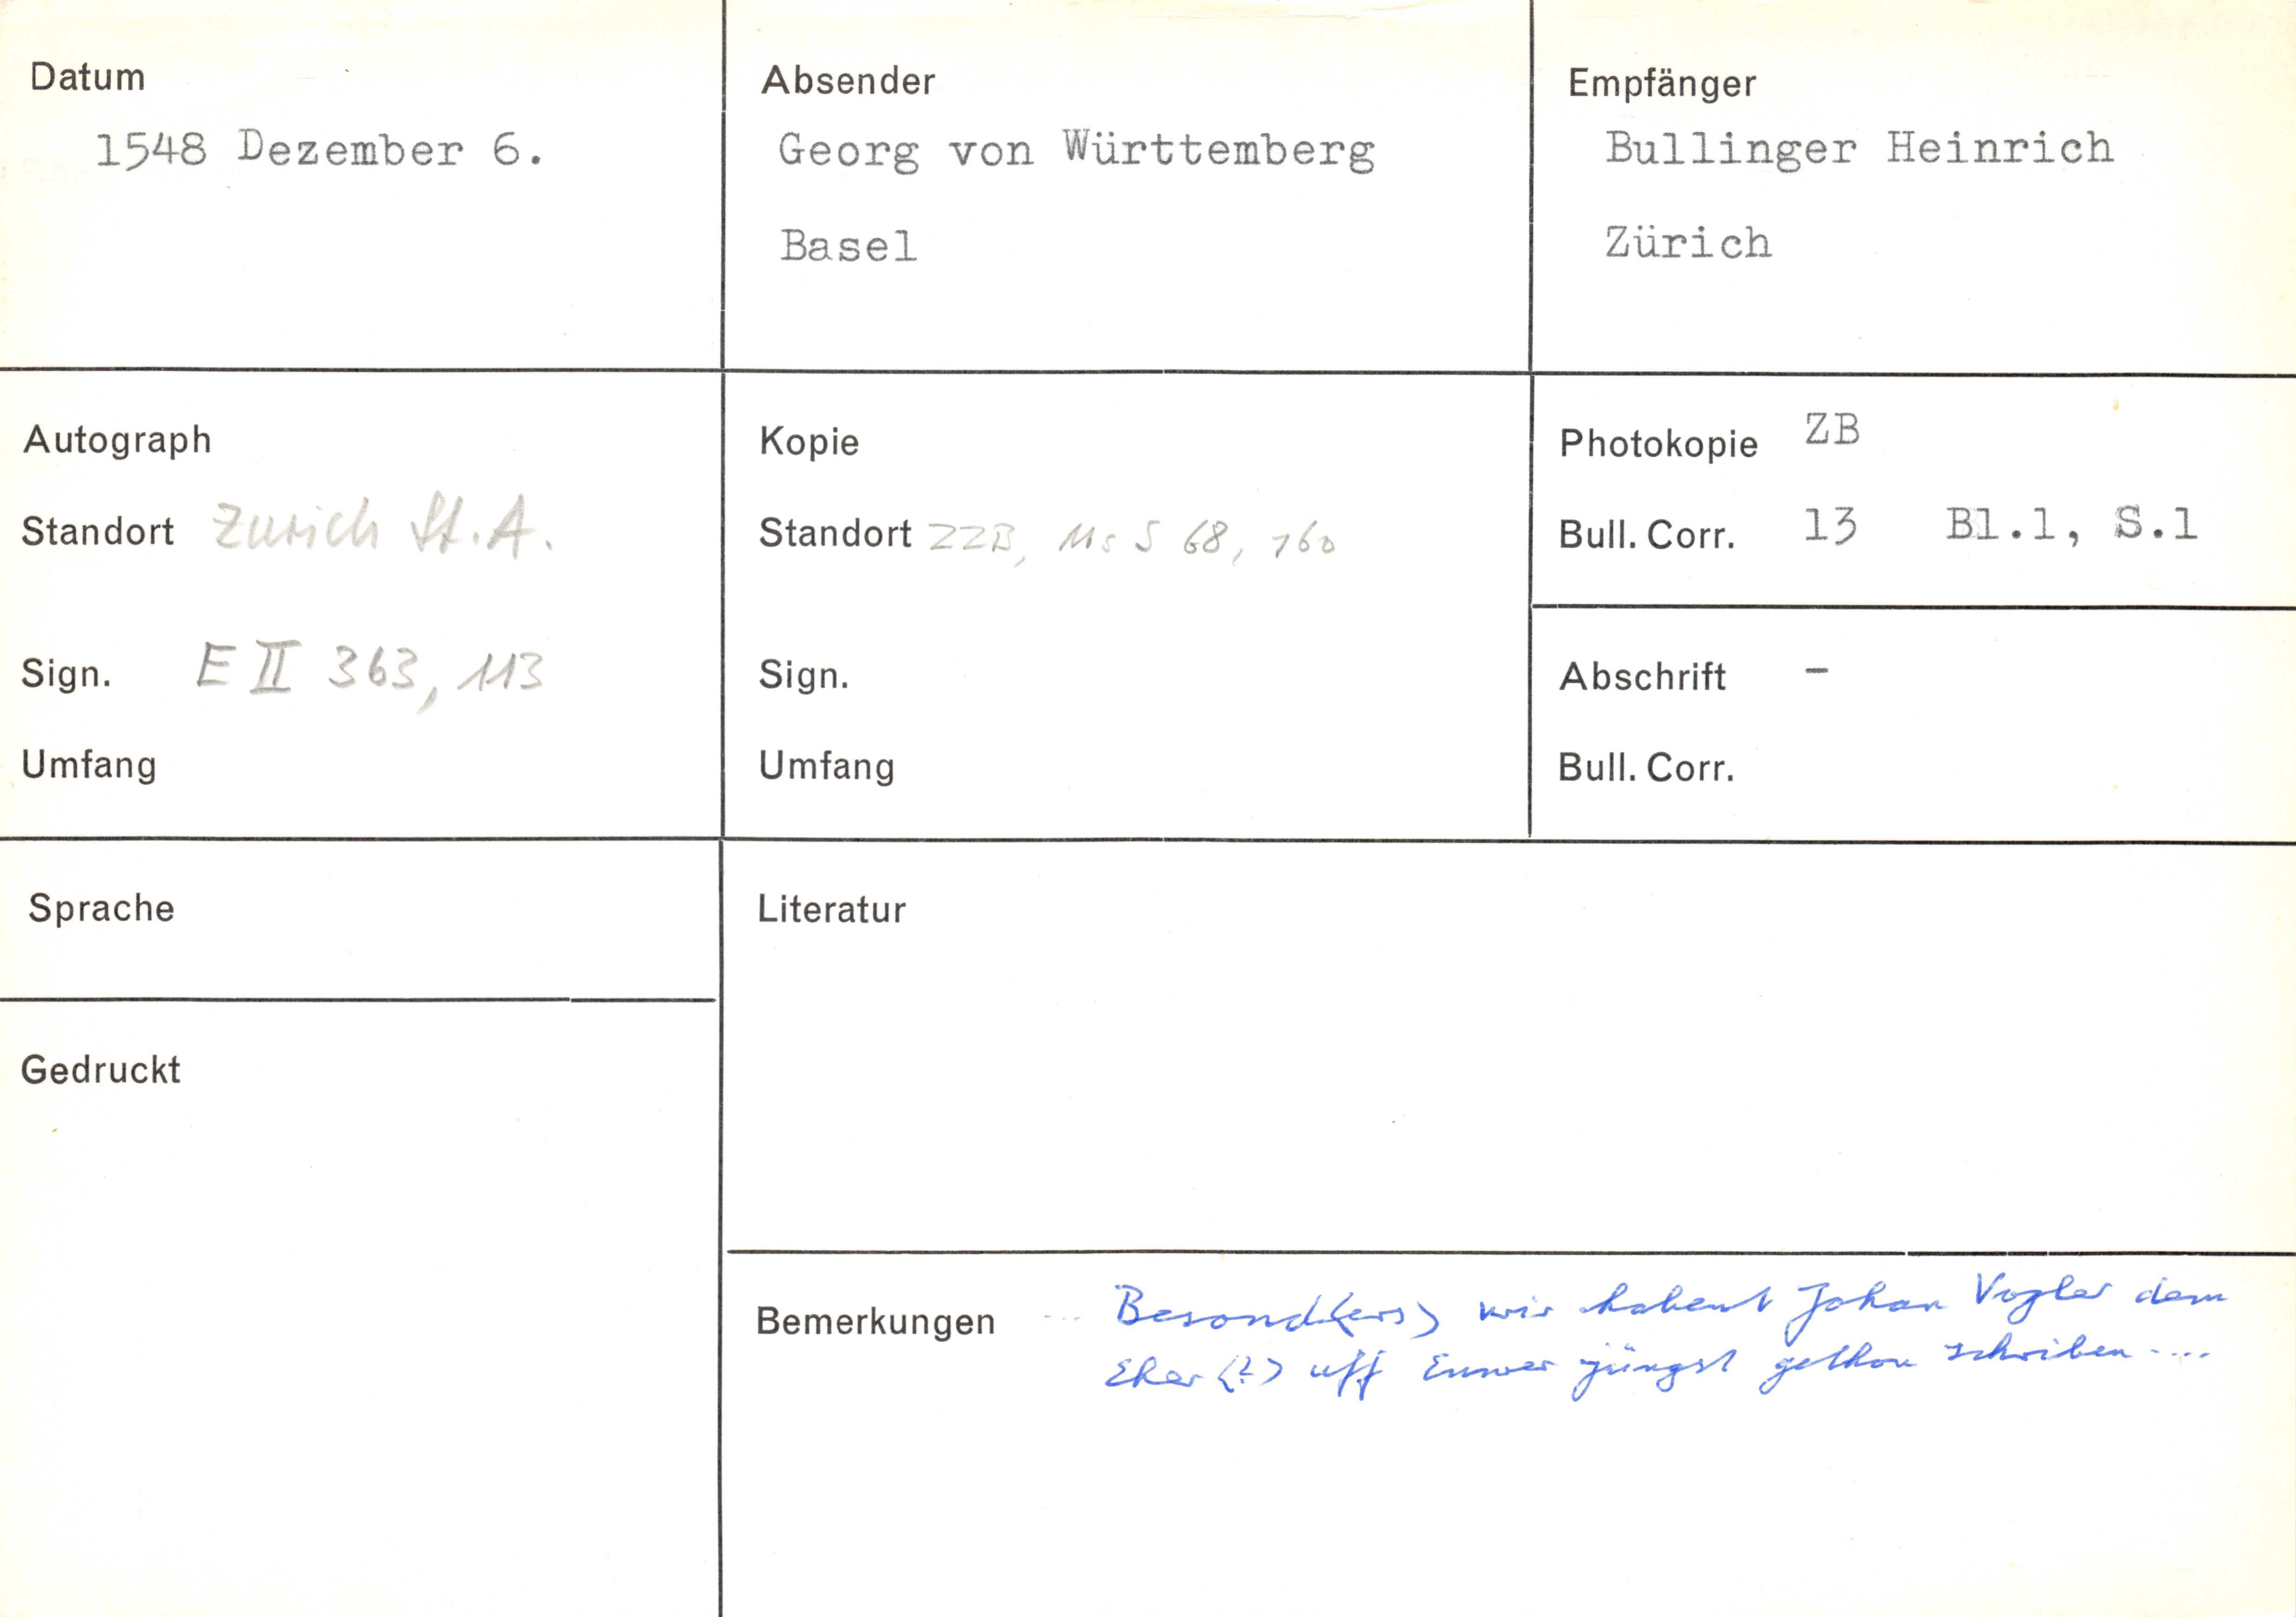 Datum
1548 Dezember 6.
Absender
Georg von Württemberg
Basel
Empfänger
Bullinger Heinrich
Zürich
Autograph
Standort Zürich St.A.
Sign. E II 363, 113
Umfang
Kopie
Standort ZZB, Ms S 68, 160
Sign.
Umfang
Photokopie ZB
Bull. Corr. 13 Bl.1, S.1
Abschrift -
Bull. Corr.
Sprache
Gedruckt
Literatur
Bemerkungen ... Besond<ers> wir habent Johan Vogler dem
Eher <?> uff Euwer jüngst gethon schriben ....